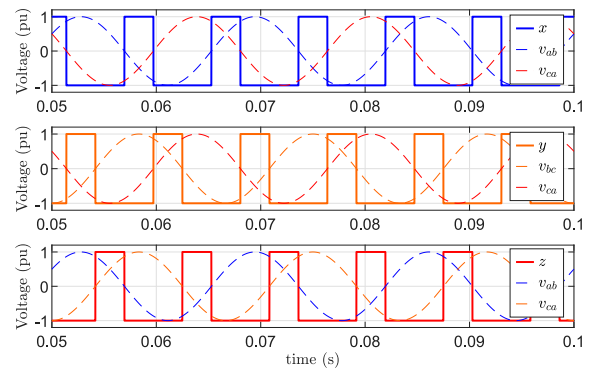 Voltage (pu)
1
0
-1
x
v_ab
v_ca
0.05 0.06 0.07 0.08 0.09 0.1
Voltage (pu)
1
0
-1
y
v_bc
v_ca
0.05 0.06 0.07 0.08 0.09 0.1
Voltage (pu)
1
0
-1
z
v_ab
v_ca
0.05 0.06 0.07 0.08 0.09 0.1
time (s)